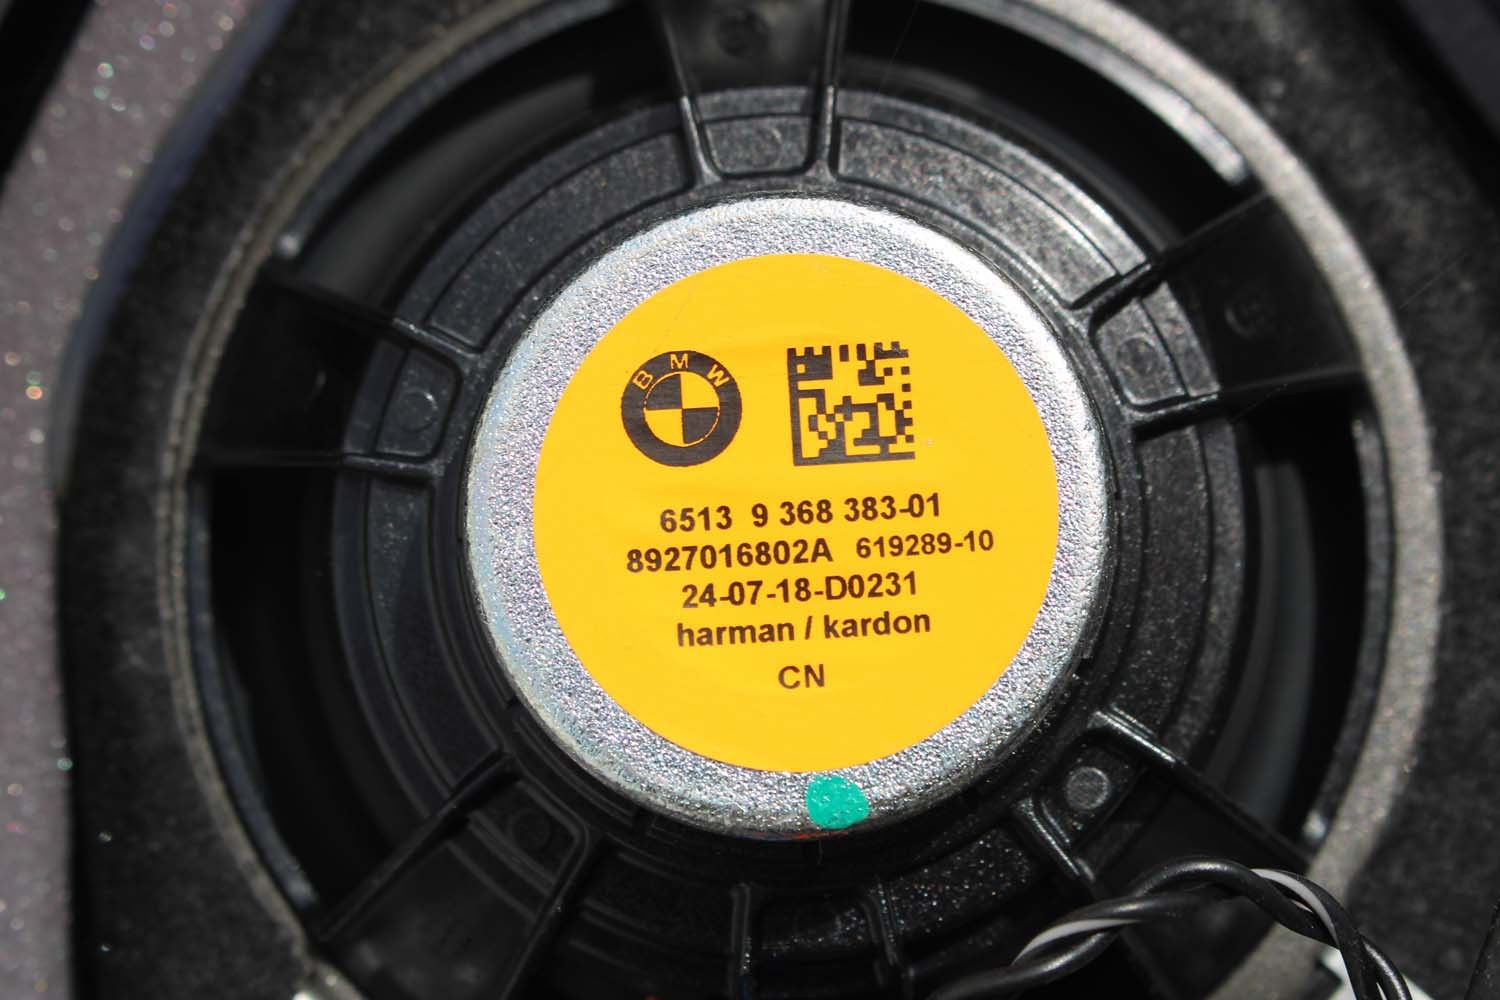 BMW
6513 9 368 383-01
8927016802A 619289-10
24-07-18-D0231
harman / kardon
CN